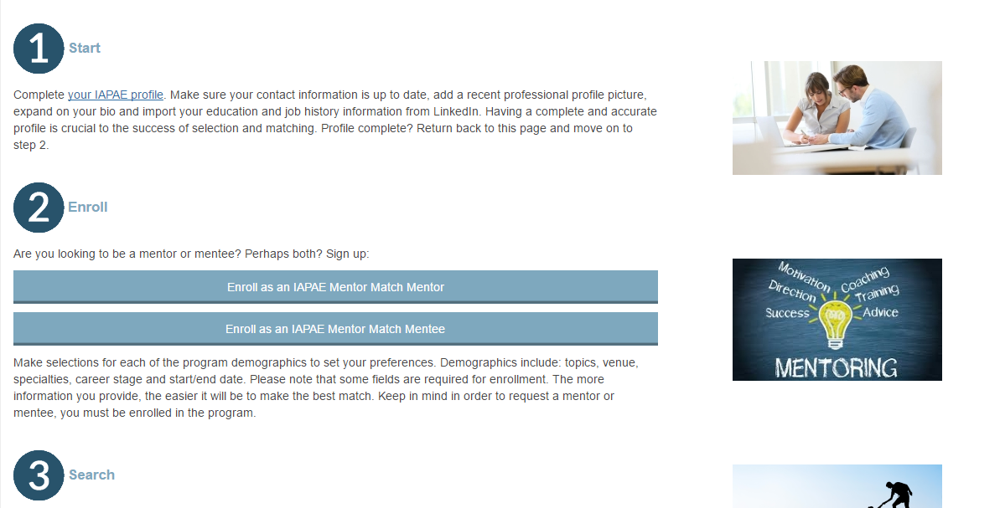 1 Start
Complete your IAPAE profile. Make sure your contact information is up to date, add a recent professional profile picture,
expand on your bio and import your education and job history information from LinkedIn. Having a complete and accurate
profile is crucial to the success of selection and matching. Profile complete? Return back to this page and move on to
step 2.
2 Enroll
Are you looking to be a mentor or mentee? Perhaps both? Sign up:
Enroll as an IAPAE Mentor Match Mentor
Enroll as an IAPAE Mentor Match Mentee
Make selections for each of the program demographics to set your preferences. Demographics include: topics, venue,
specialties, career stage and start/end date. Please note that some fields are required for enrollment. The more
information you provide, the easier it will be to make the best match. Keep in mind in order to request a mentor or
mentee, you must be enrolled in the program.
Motivation
Coaching
Direction
Training
Success
Advice
MENTORING
3 Search